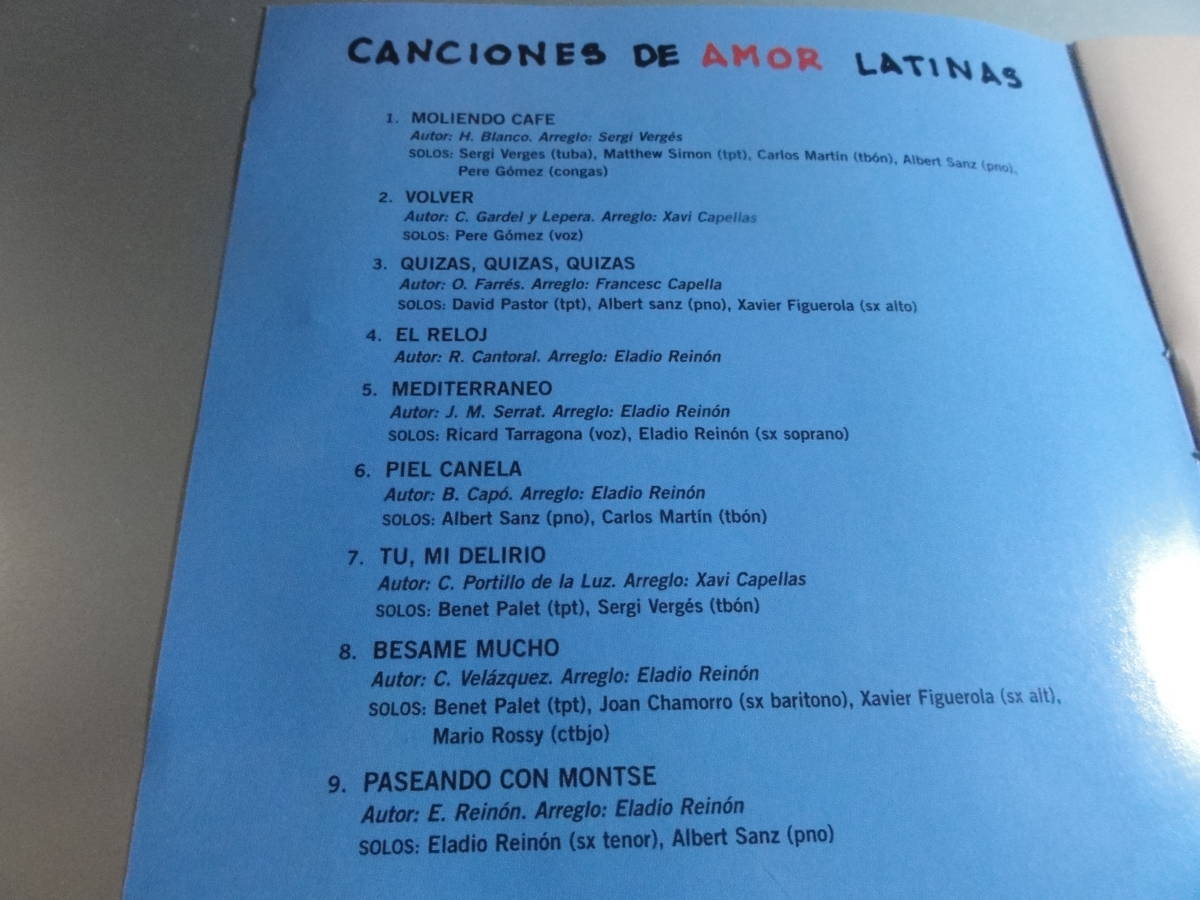 CANCIONES DE AMOR LATINAS
1. MOLIENDO CAFE
Autor: H. Blanco. Arreglo: Sergi Vergés
SOLOS: Sergi Verges (tuba), Matthew Simon (tpt), Carlos Martín (tbón), Albert Sanz (pno),
Pere Gómez (congas)
2. VOLVER
Autor: C. Gardel y Lepera. Arreglo: Xavi Capellas
SOLOS: Pere Gómez (voz)
3. QUIZAS, QUIZAS, QUIZAS
Autor: O. Farrés. Arreglo: Francesc Capella
SOLOS: David Pastor (tpt), Albert sanz (pno), Xavier Figuerola (sx alto)
4. EL RELOJ
Autor: R. Cantoral. Arreglo: Eladio Reinón
5. MEDITERRANEO
Autor: J. M. Serrat. Arreglo: Eladio Reinón
SOLOS: Ricard Tarragona (voz), Eladio Reinón (sx soprano)
6. PIEL CANELA
Autor: B. Capó. Arreglo: Eladio Reinón
SOLOS: Albert Sanz (pno), Carlos Martín (tbón)
7. TU, MI DELIRIO
Autor: C. Portillo de la Luz. Arreglo: Xavi Capellas
SOLOS: Benet Palet (tpt), Sergi Vergés (tbón)
8. BESAME MUCHO
Autor: C. Velázquez. Arreglo: Eladio Reinón
SOLOS: Benet Palet (tpt), Joan Chamorro (sx baritono), Xavier Figuerola (sx alt),
Mario Rossy (ctbjo)
9. PASEANDO CON MONTSE
Autor: E. Reinón. Arreglo: Eladio Reinón
SOLOS: Eladio Reinón (sx tenor), Albert Sanz (pno)